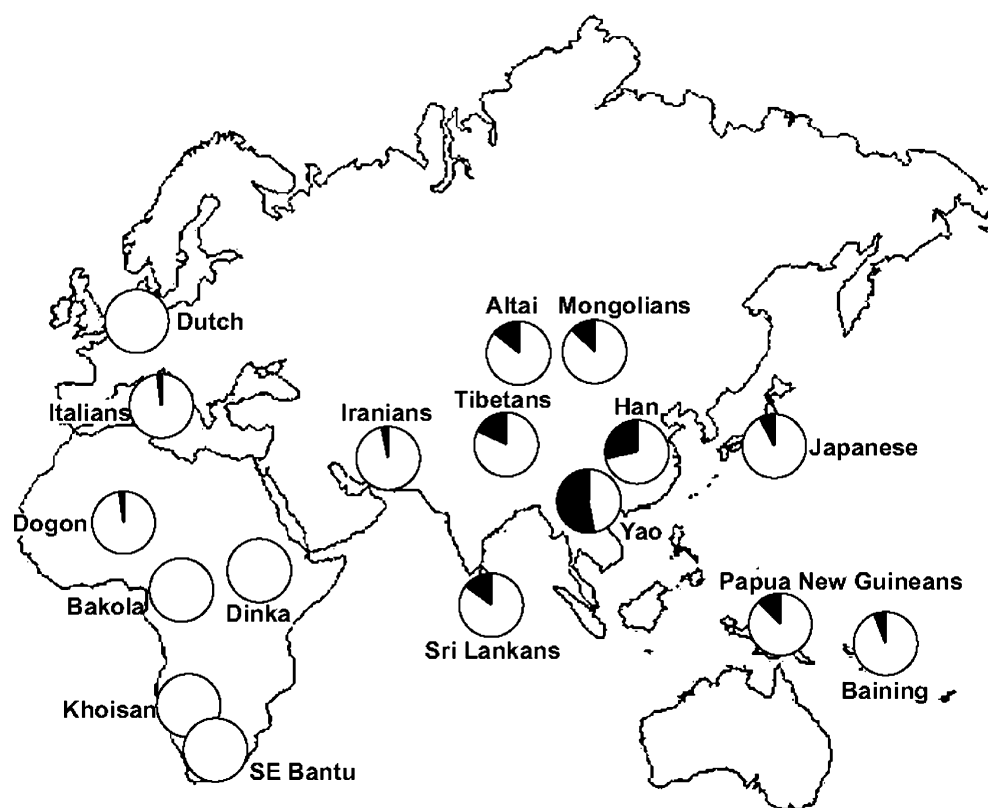 Altai
Mongolians
Dutch
Tibetans
Han
Italians
Iranians
Japanese
Dogon
Yao
Papua New Guineans
Bakola
Dinka
Sri Lankans
Baining
Khoisan
SE Bantu